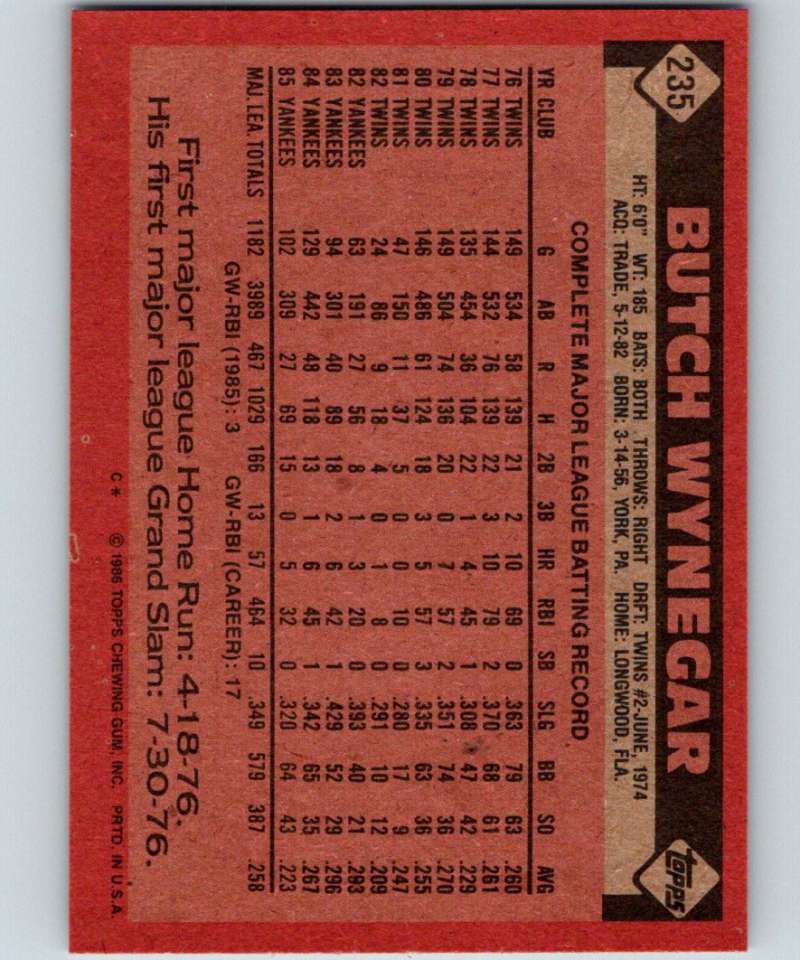 235 BUTCH WYNEGAR topps
HT: 6'0" WT: 185 BATS: BOTH THROWS: RIGHT DRFT: TWINS #2-JUNE, 1974
ACQ: TRADE, 5-12-82 BORN: 3-14-56, YORK, PA. HOME: LONGWOOD, FLA.
COMPLETE MAJOR LEAGUE BATTING RECORD
YR CLUB G AB R H 2B 3B HR RBI SB SLG BB SO AVG
76 TWINS 149 534 58 139 21 2 10 69 0 .363 79 63 .260
77 TWINS 144 532 76 139 22 3 10 79 2 .370 68 61 .261
78 TWINS 135 454 36 104 22 1 4 45 1 .308 47 42 .229
79 TWINS 149 504 74 136 20 0 7 57 2 .351 74 36 .270
80 TWINS 146 486 61 124 18 3 5 57 3 .335 63 36 .255
81 TWINS 47 150 11 37 5 0 0 10 0 .280 17 9 .247
82 TWINS 24 86 9 18 4 0 1 8 0 .291 10 12 .209
82 YANKEES 63 191 27 56 8 1 3 20 0 .393 40 21 .293
83 YANKEES 94 301 40 89 18 2 6 42 1 .429 52 29 .296
84 YANKEES 129 442 48 118 13 1 6 45 1 .342 65 35 .267
85 YANKEES 102 309 27 69 15 0 5 32 0 .320 64 43 .223
MAJ. LEA. TOTALS 1182 3989 467 1029 166 13 57 464 10 .349 579 387 .258
GW-RBI (1985): 3 GW-RBI (CAREER): 17
First major league Home Run: 4-18-76.
His first major league Grand Slam: 7-30-76.
C* © 1986 TOPPS CHEWING GUM, INC. PRTD. IN U.S.A.